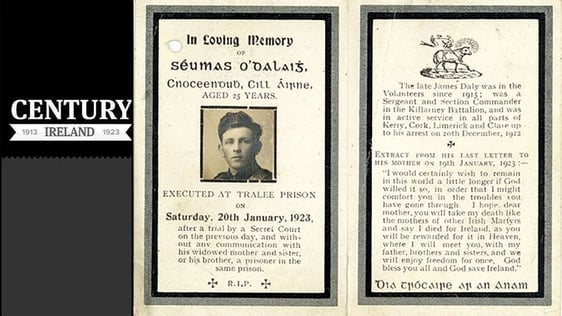 CENTURY
1913 IRELAND 1923
In Loving Memory
OF
Séumas O'Dalaiġ,
Cnoceenduḃ, Cill Áirne,
AGED 25 YEARS.
EXECUTED AT TRALEE PRISON
ON
Saturday, 20th January, 1923,
after a trial by a Secret Court
on the previous day, and with-
out any communication with
his widowed mother and sister,
or his brother, a prisoner in the
same prison.
✠ R.I.P. ✠
The late James Daly was in the
Volunteers since 1915; was a
Sergeant and Section Commander
in the Killarney Battalion, and was
in active service in all parts of
Kerry, Cork, Limerick and Clare up
to his arrest on 20th December, 1922
✠
EXTRACT FROM HIS LAST LETTER TO
HIS MOTHER ON 19TH JANUARY, 1923 :—
"I would certainly wish to remain
in this world a little longer if God
willed it so, in order that I might
comfort you in the troubles you
have gone through. I hope, dear
mother, you will take my death like
the mothers of other Irish Martyrs
and say I died for Ireland, as you
will be rewarded for it in Heaven,
where I will meet you, with my
father, brothers and sisters, and we
will enjoy freedom for once, God
bless you all and God save Ireland."
Dia trócaire ar an Anam